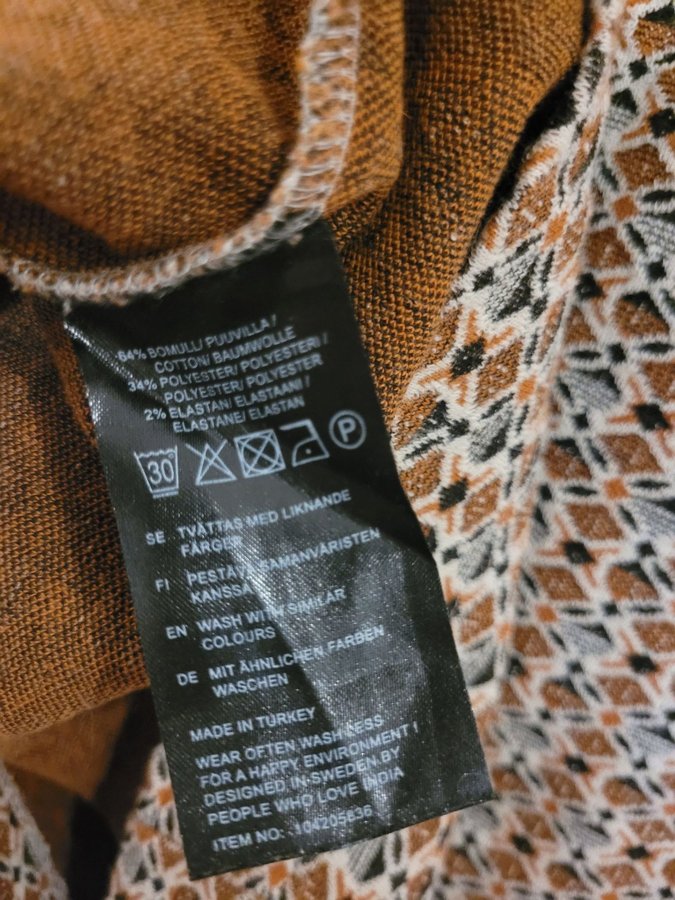 64% BOMULL/ PUUVILLA /
COTTON/ BAUMWOLLE
34% POLYESTER/ POLYESTERI /
POLYESTER/ POLYESTER
2% ELASTAN/ ELASTAANI /
ELASTANE/ ELASTAN
30 P
SE TVÄTTAS MED LIKNANDE
FÄRGER
FI SAMANVÄRISTEN
EN WASH WITH SIMILAR
COLOURS
DE MIT ÄHNLICHEN FARBEN
WASCHEN
MADE IN TURKEY
WEAR OFTEN WASH LESS
FOR A HAPPY ENVIRONMENT !
DESIGNED IN SWEDEN BY
PEOPLE WHO LOVE INDIA
ITEM NO: 104205636